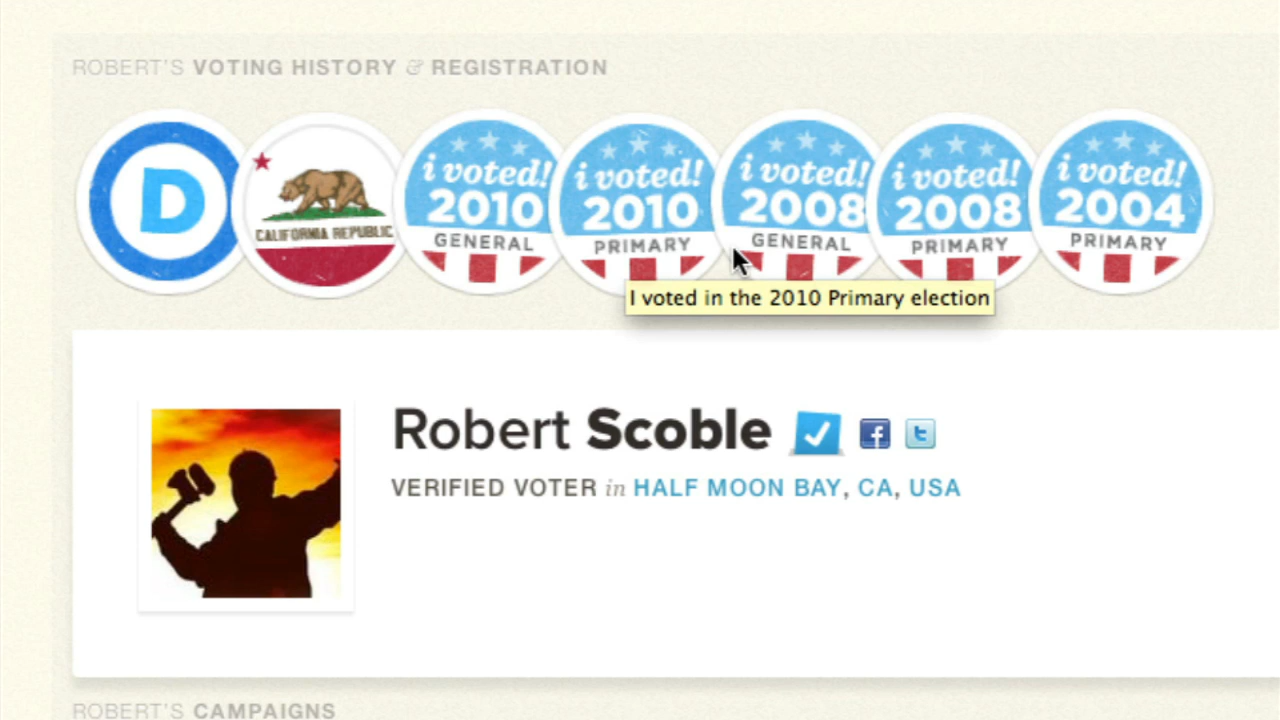 ROBERT'S VOTING HISTORY & REGISTRATION
D
CALIFORNIA REPUBLIC
i voted!
2010
GENERAL
i voted!
2010
PRIMARY
i voted!
2008
GENERAL
i voted!
2008
PRIMARY
i voted!
2004
PRIMARY
I voted in the 2010 Primary election
Robert Scoble
VERIFIED VOTER in HALF MOON BAY, CA, USA
ROBERT'S CAMPAIGNS